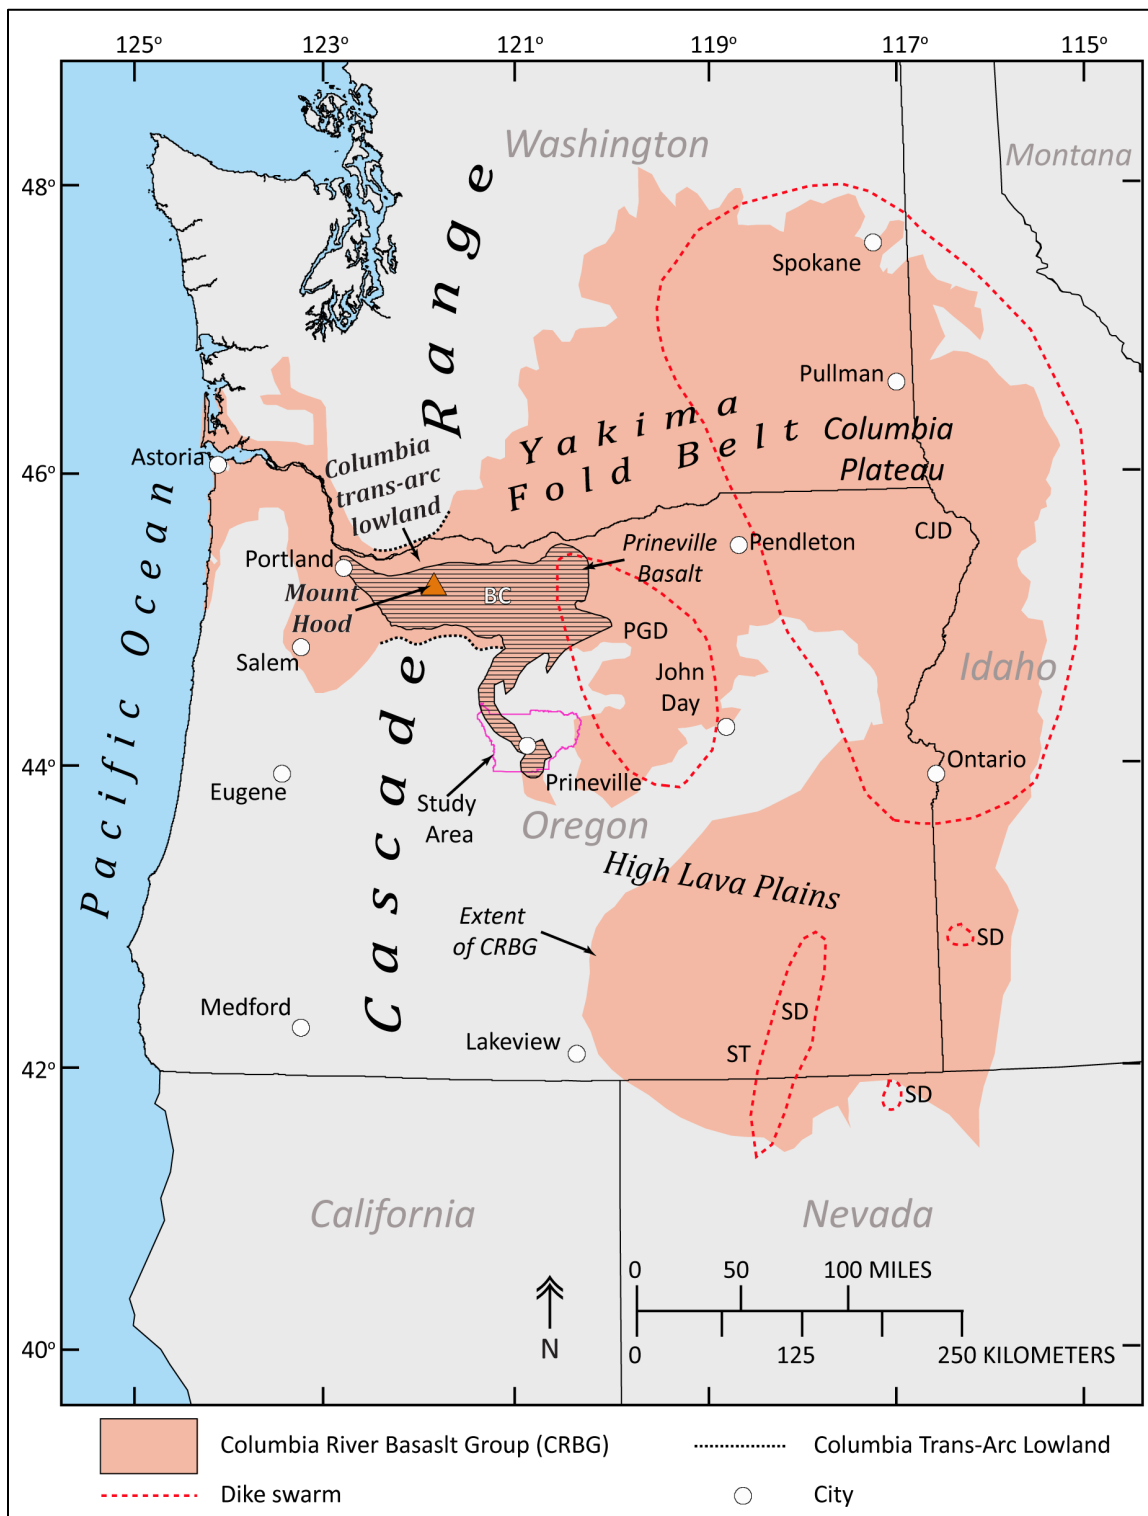 125°
123°
121°
119°
117°
115°
Washington
Montana
48°
Spokane
Range
Pullman
Yakima
Fold Belt
Columbia
Plateau
46°
Astoria
Columbia
trans-arc
lowland
CJD
Portland
Prineville
Basalt
Pendleton
Mount
Hood
BC
PGD
Salem
John
Day
Idaho
Pacific Ocean
44°
Eugene
Study
Area
Prineville
Ontario
Oregon
High Lava Plains
Cascade
Extent
of CRBG
SD
Medford
SD
Lakeview
ST
42°
SD
California
Nevada
0
50
100 MILES
N
0
125
250 KILOMETERS
40°
Columbia River Basaslt Group (CRBG)
Columbia Trans-Arc Lowland
Dike swarm
City